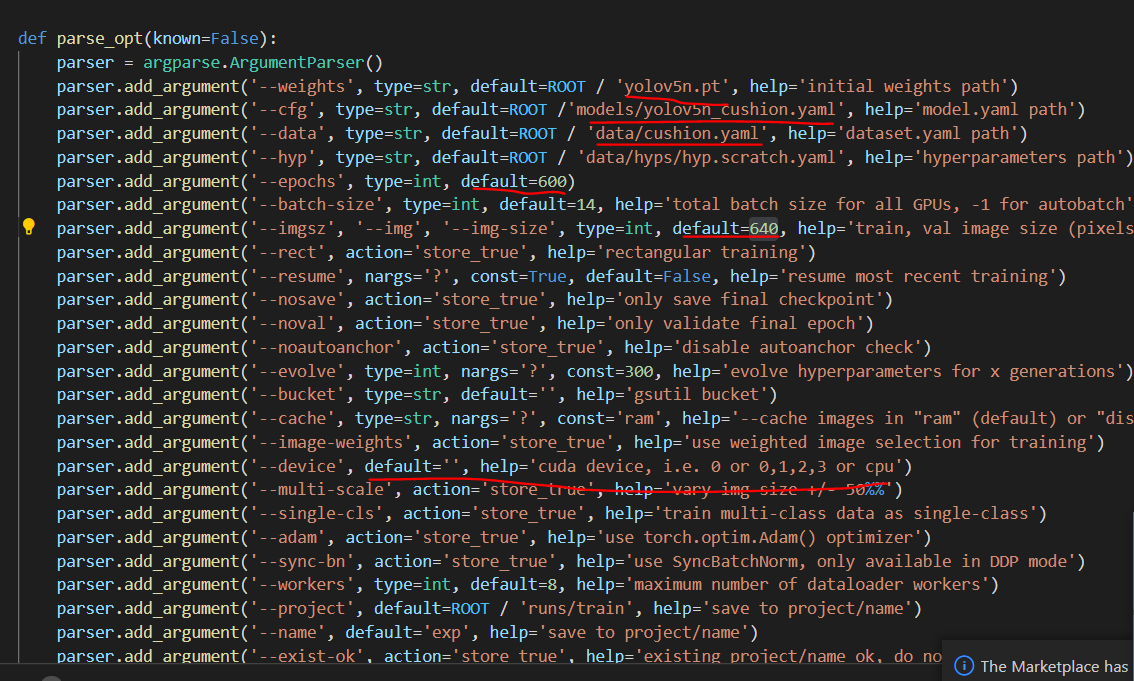 def parse_opt(known=False):
    parser = argparse.ArgumentParser()
    parser.add_argument('--weights', type=str, default=ROOT / 'yolov5n.pt', help='initial weights path')
    parser.add_argument('--cfg', type=str, default=ROOT /'models/yolov5n_cushion.yaml', help='model.yaml path')
    parser.add_argument('--data', type=str, default=ROOT / 'data/cushion.yaml', help='dataset.yaml path')
    parser.add_argument('--hyp', type=str, default=ROOT / 'data/hyps/hyp.scratch.yaml', help='hyperparameters path')
    parser.add_argument('--epochs', type=int, default=600)
    parser.add_argument('--batch-size', type=int, default=14, help='total batch size for all GPUs, -1 for autobatch'
    parser.add_argument('--imgsz', '--img', '--img-size', type=int, default=640, help='train, val image size (pixels
    parser.add_argument('--rect', action='store_true', help='rectangular training')
    parser.add_argument('--resume', nargs='?', const=True, default=False, help='resume most recent training')
    parser.add_argument('--nosave', action='store_true', help='only save final checkpoint')
    parser.add_argument('--noval', action='store_true', help='only validate final epoch')
    parser.add_argument('--noautoanchor', action='store_true', help='disable autoanchor check')
    parser.add_argument('--evolve', type=int, nargs='?', const=300, help='evolve hyperparameters for x generations')
    parser.add_argument('--bucket', type=str, default='', help='gsutil bucket')
    parser.add_argument('--cache', type=str, nargs='?', const='ram', help='--cache images in "ram" (default) or "dis
    parser.add_argument('--image-weights', action='store_true', help='use weighted image selection for training')
    parser.add_argument('--device', default='', help='cuda device, i.e. 0 or 0,1,2,3 or cpu')
    parser.add_argument('--multi-scale', action='store_true', help='vary img-size +/- 50%%')
    parser.add_argument('--single-cls', action='store_true', help='train multi-class data as single-class')
    parser.add_argument('--adam', action='store_true', help='use torch.optim.Adam() optimizer')
    parser.add_argument('--sync-bn', action='store_true', help='use SyncBatchNorm, only available in DDP mode')
    parser.add_argument('--workers', type=int, default=8, help='maximum number of dataloader workers')
    parser.add_argument('--project', default=ROOT / 'runs/train', help='save to project/name')
    parser.add_argument('--name', default='exp', help='save to project/name')
    parser.add_argument('--exist-ok', action='store_true', help='existing project/name ok, do no
The Marketplace has